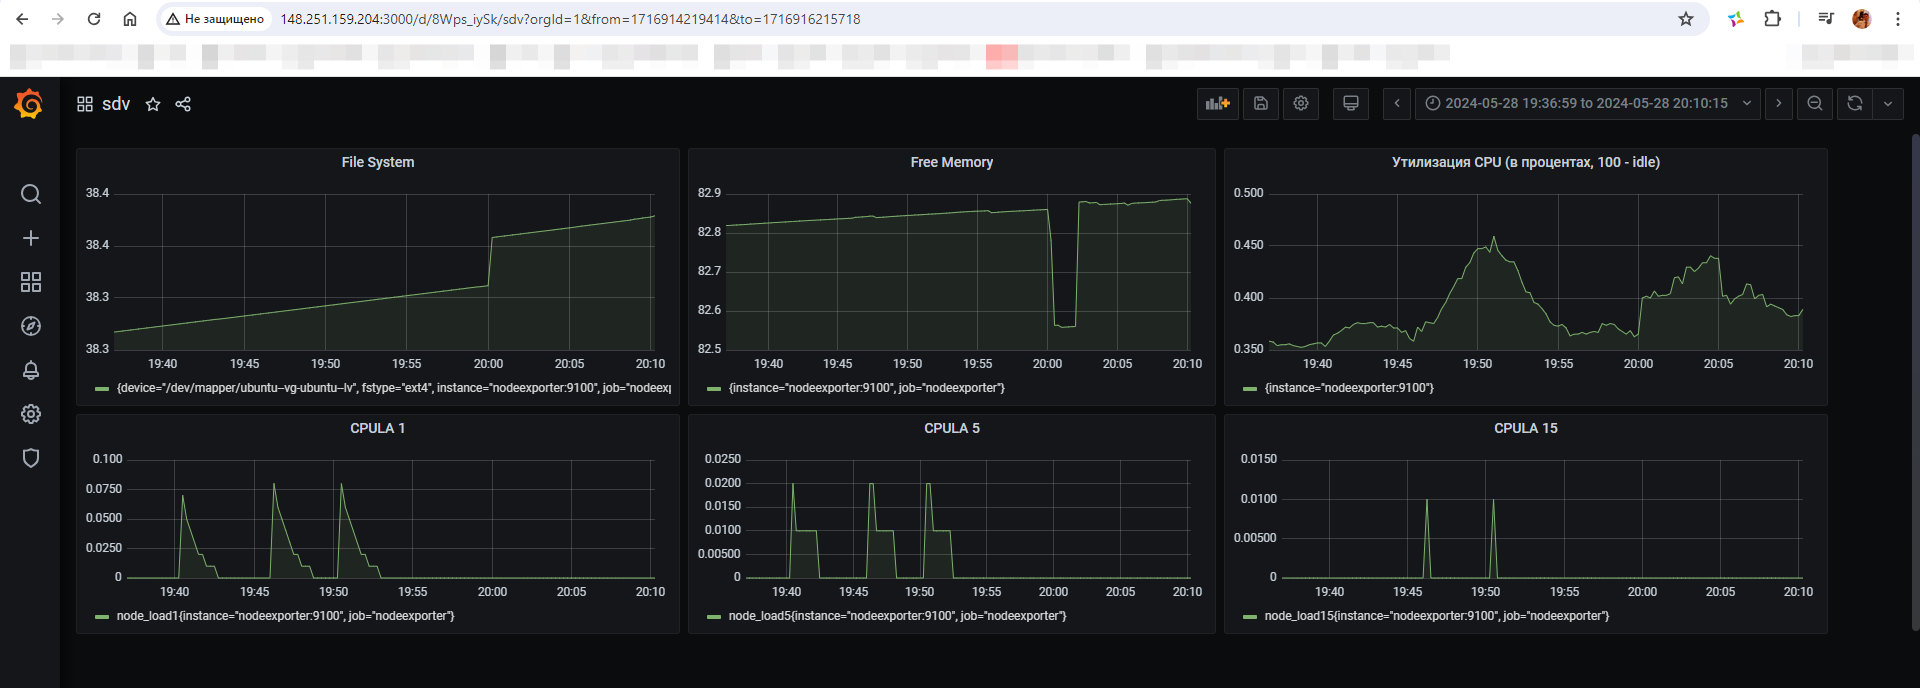 Не защищено 148.251.159.204:3000/d/8Wps_iySk/sdv?orgId=1&from=1716914219414&to=1716916215718
sdv 2024-05-28 19:36:59 to 2024-05-28 20:10:15
File System
38.4
38.4
38.3
38.3
19:40 19:45 19:50 19:55 20:00 20:05 20:10
{device="/dev/mapper/ubuntu--vg-ubuntu--lv", fstype="ext4", instance="nodeexporter:9100", job="nodeexp
Free Memory
82.9
82.8
82.7
82.6
82.5
19:40 19:45 19:50 19:55 20:00 20:05 20:10
{instance="nodeexporter:9100", job="nodeexporter"}
Утилизация CPU (в процентах, 100 - idle)
0.500
0.450
0.400
0.350
19:40 19:45 19:50 19:55 20:00 20:05 20:10
{instance="nodeexporter:9100"}
CPULA 1
0.100
0.0750
0.0500
0.0250
0
19:40 19:45 19:50 19:55 20:00 20:05 20:10
node_load1{instance="nodeexporter:9100", job="nodeexporter"}
CPULA 5
0.0250
0.0200
0.0150
0.0100
0.00500
0
19:40 19:45 19:50 19:55 20:00 20:05 20:10
node_load5{instance="nodeexporter:9100", job="nodeexporter"}
CPULA 15
0.0150
0.0100
0.00500
0
19:40 19:45 19:50 19:55 20:00 20:05 20:10
node_load15{instance="nodeexporter:9100", job="nodeexporter"}